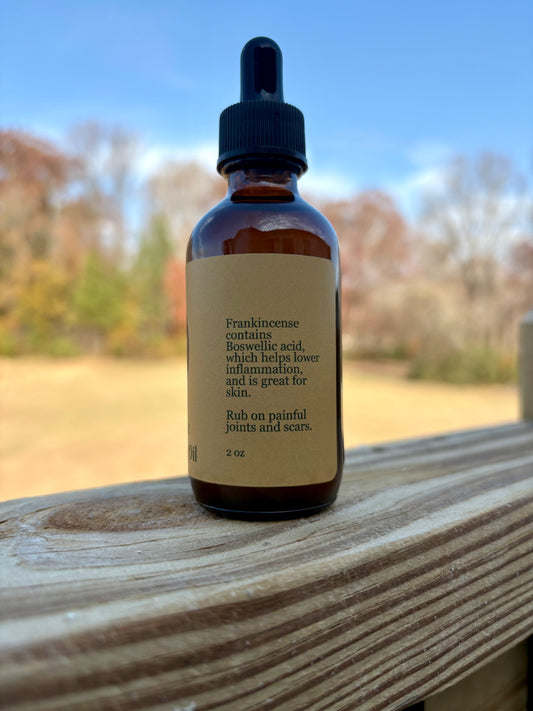 Frankincense
contains
Boswellic acid,
which helps lower
inflammation,
and is great for
skin.
Rub on painful
joints and scars.
2 oz